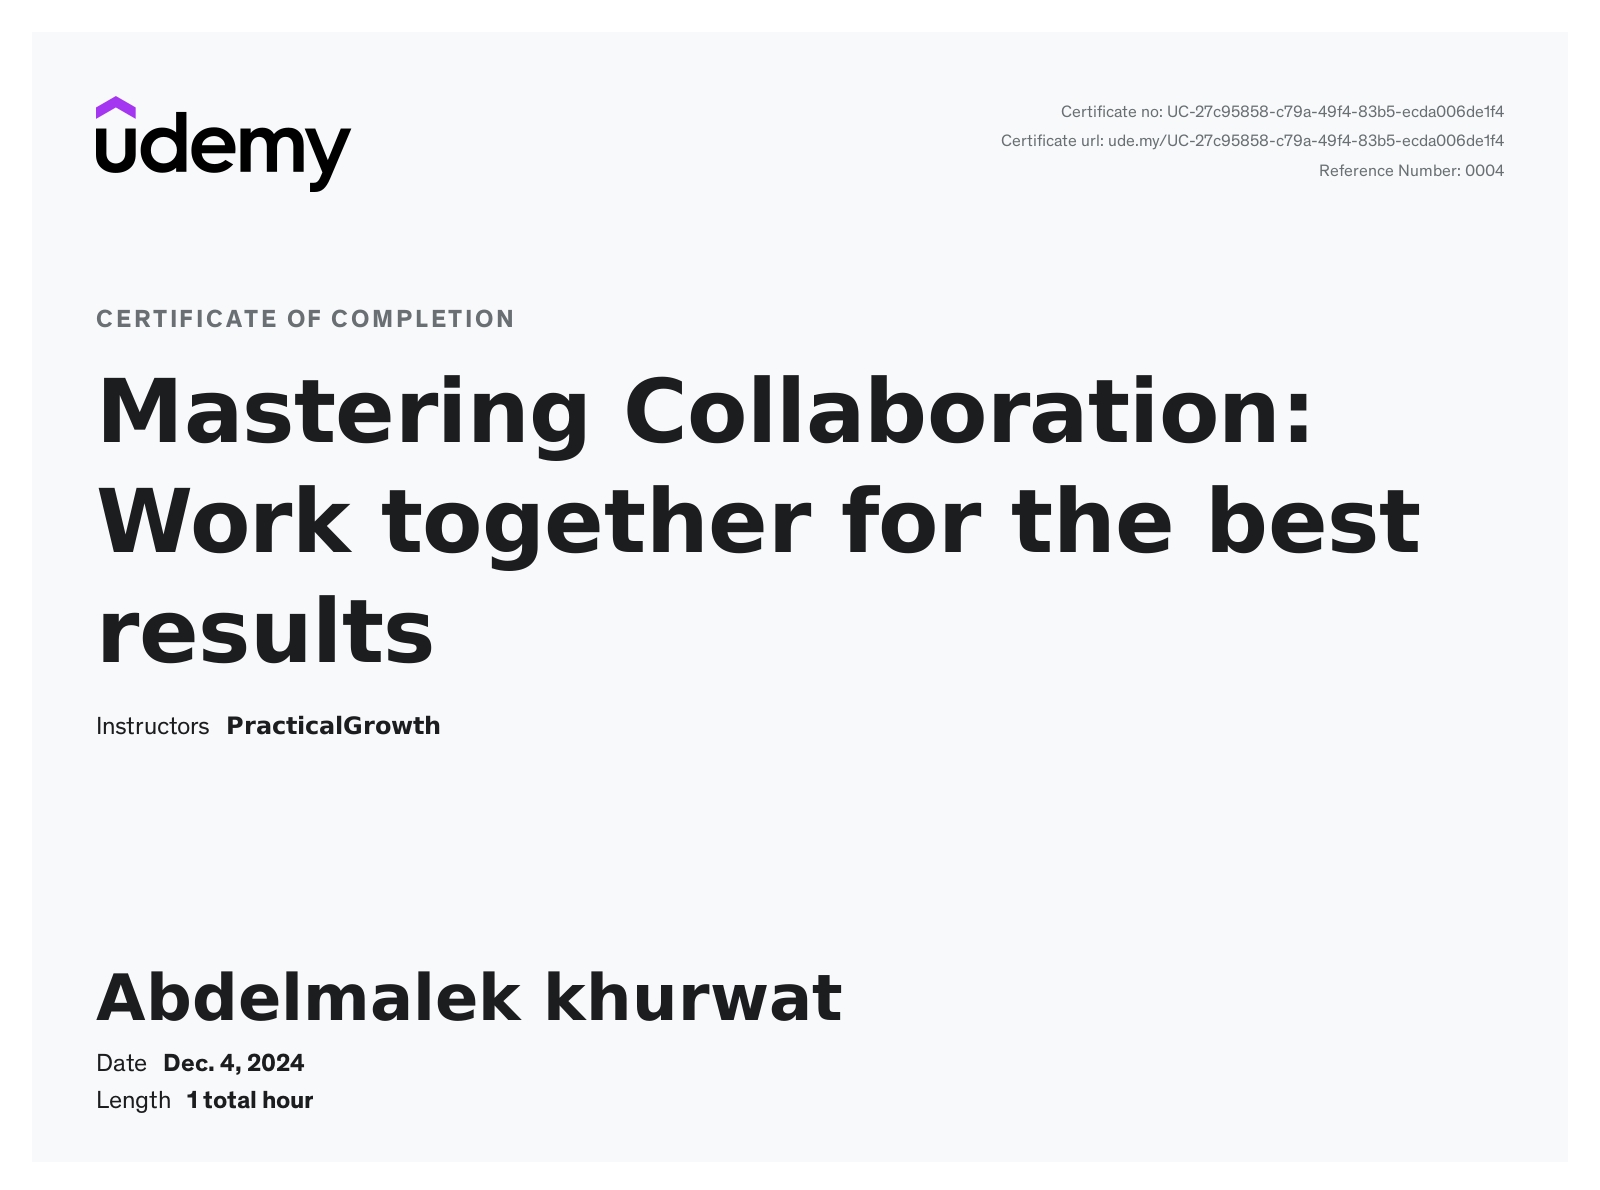 udemy
Certificate no: UC-27c95858-c79a-49f4-83b5-ecda006de1f4
Certificate url: ude.my/UC-27c95858-c79a-49f4-83b5-ecda006de1f4
Reference Number: 0004
CERTIFICATE OF COMPLETION
Mastering Collaboration:
Work together for the best
results
Instructors PracticalGrowth
Abdelmalek khurwat
Date Dec. 4, 2024
Length 1 total hour